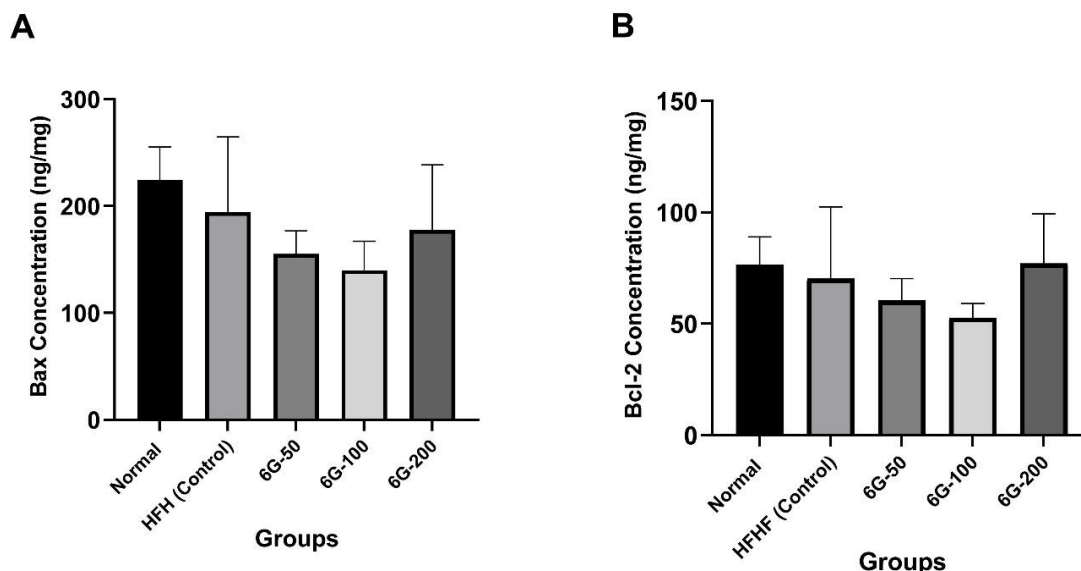 A
Bax Concentration (ng/mg)
300
200
100
0
Normal
HFH (Control)
6G-50
6G-100
6G-200
Groups
B
Bcl-2 Concentration (ng/mg)
150
100
50
0
Normal
HFHF (Control)
6G-50
6G-100
6G-200
Groups